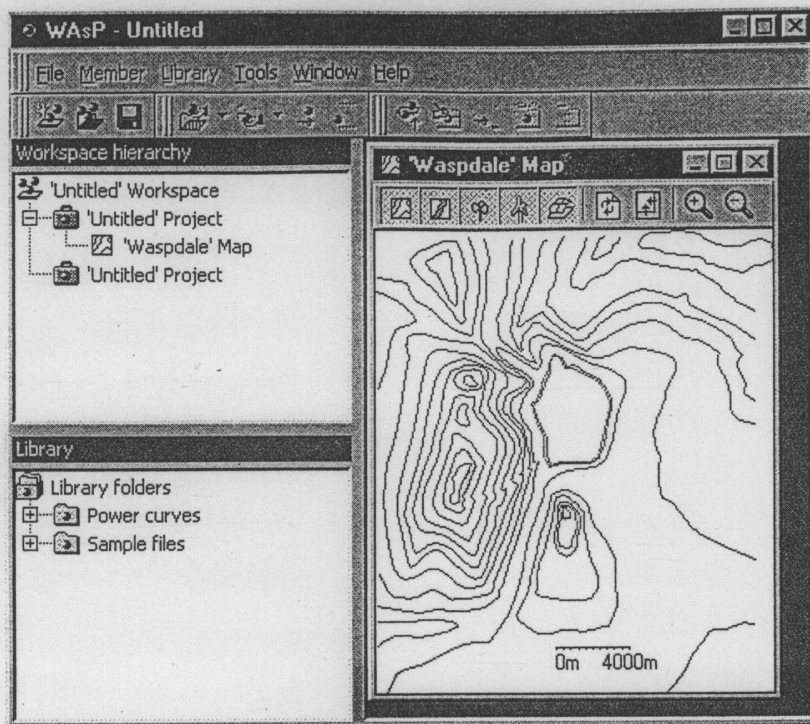 WAsP - Untitled
File Member Library Tools Window Help
Workspace hierarchy
'Untitled' Workspace
'Untitled' Project
'Waspdale' Map
'Untitled' Project
Library
Library folders
Power curves
Sample files
'Waspdale' Map
0m 4000m